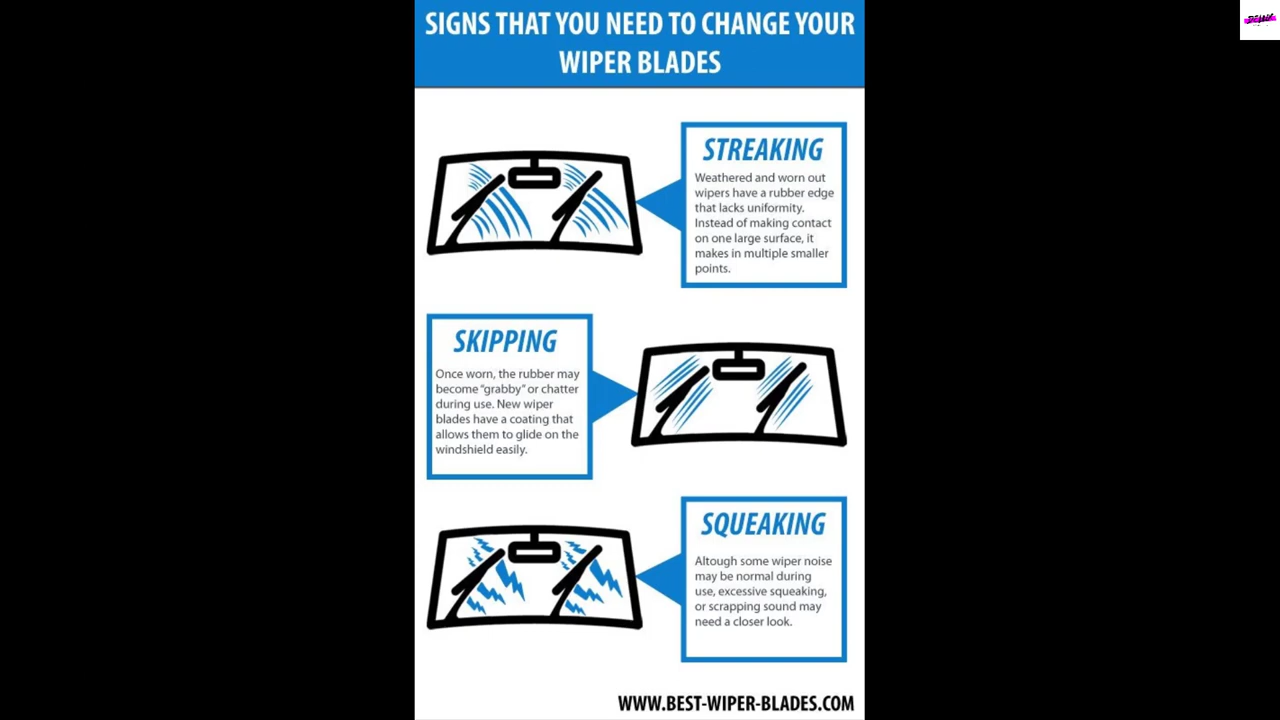 SIGNS THAT YOU NEED TO CHANGE YOUR
WIPER BLADES
STREAKING
Weathered and worn out
wipers have a rubber edge
that lacks uniformity.
Instead of making contact
on one large surface, it
makes in multiple smaller
points.
SKIPPING
Once worn, the rubber may
become “grabby” or chatter
during use. New wiper
blades have a coating that
allows them to glide on the
windshield easily.
SQUEAKING
Altough some wiper noise
may be normal during
use, excessive squeaking,
or scrapping sound may
need a closer look.
WWW.BEST-WIPER-BLADES.COM